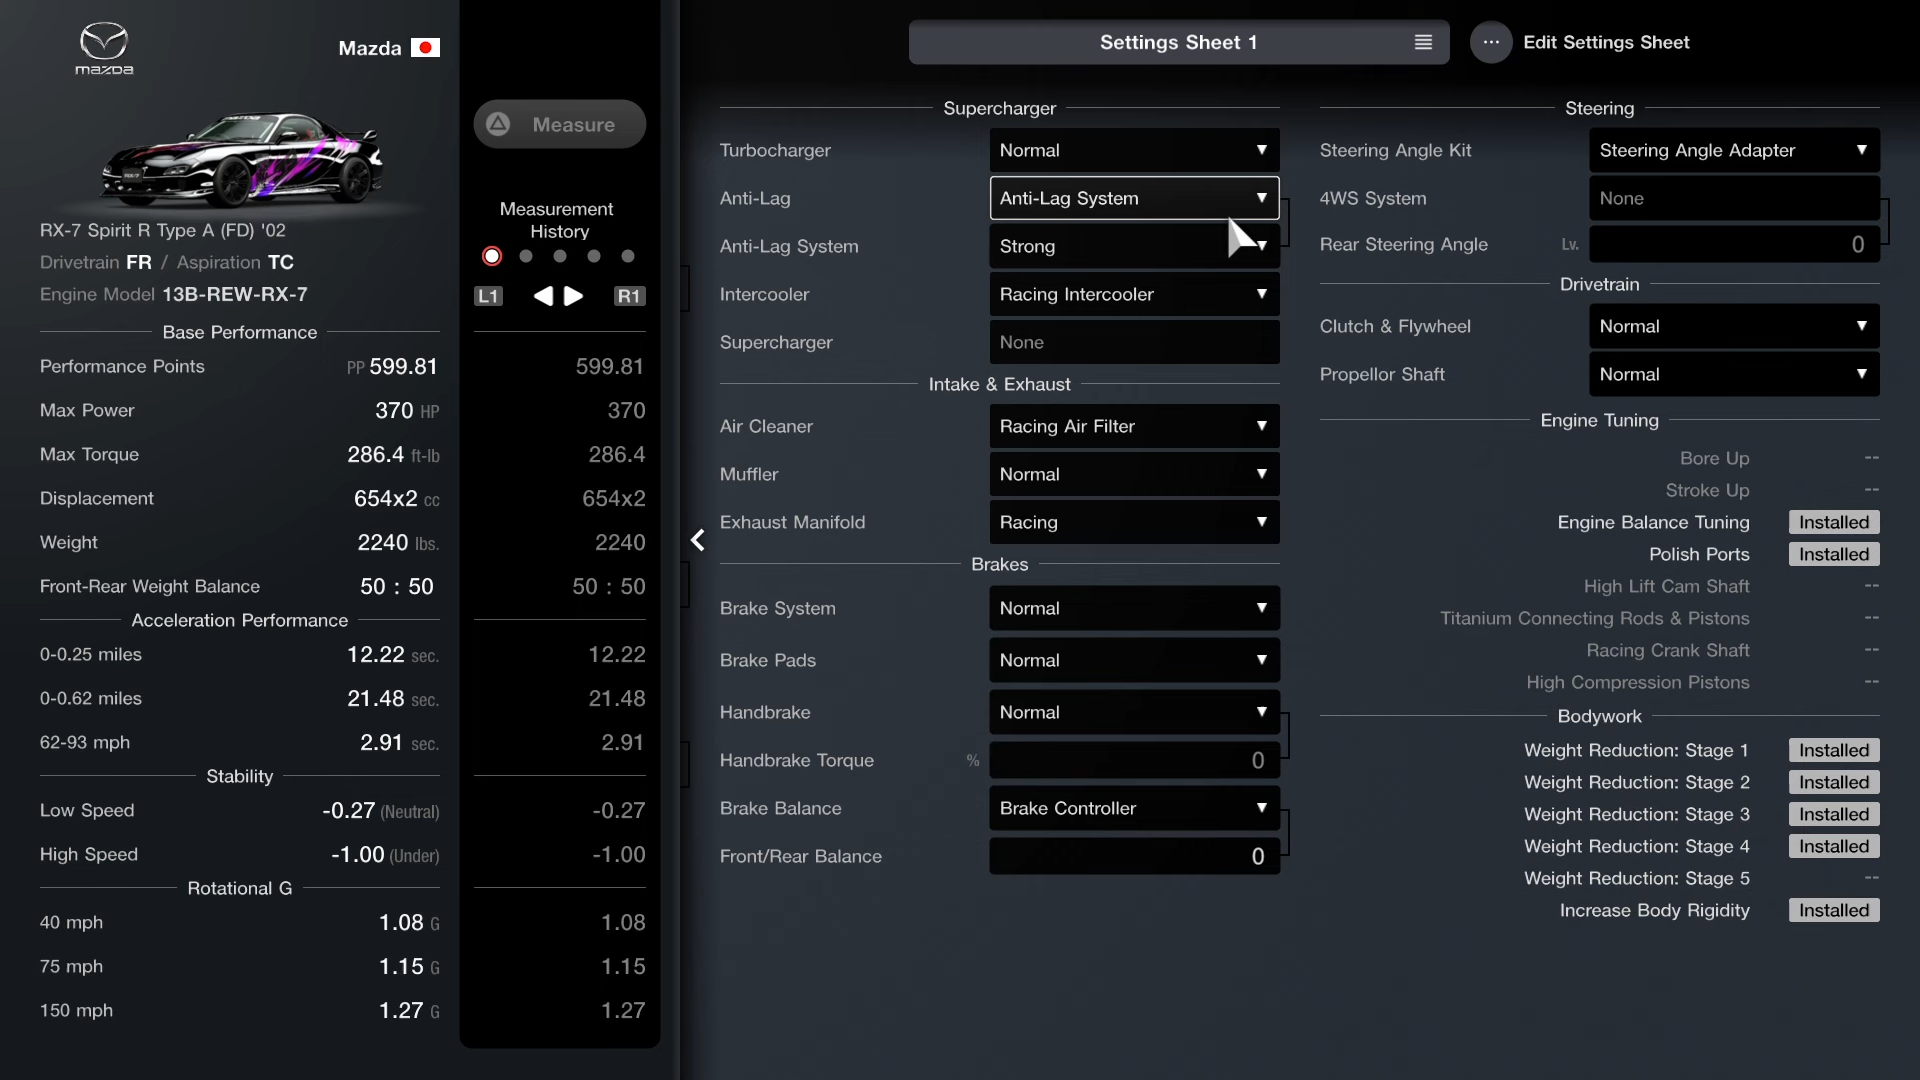 mazda
Mazda
RX-7 Spirit R Type A (FD) '02
Drivetrain FR / Aspiration TC
Engine Model 13B-REW-RX-7
Base Performance
Performance Points PP 599.81
Max Power 370 HP
Max Torque 286.4 ft-lb
Displacement 654x2 cc
Weight 2240 lbs.
Front-Rear Weight Balance 50 : 50
Acceleration Performance
0-0.25 miles 12.22 sec.
0-0.62 miles 21.48 sec.
62-93 mph 2.91 sec.
Stability
Low Speed -0.27 (Neutral)
High Speed -1.00 (Under)
Rotational G
40 mph 1.08 G
75 mph 1.15 G
150 mph 1.27 G
Measure
Measurement
History
L1 R1
599.81
370
286.4
654x2
2240
50 : 50
12.22
21.48
2.91
-0.27
-1.00
1.08
1.15
1.27
Settings Sheet 1
Edit Settings Sheet
Supercharger
Turbocharger Normal
Anti-Lag Anti-Lag System
Anti-Lag System Strong
Intercooler Racing Intercooler
Supercharger None
Intake & Exhaust
Air Cleaner Racing Air Filter
Muffler Normal
Exhaust Manifold Racing
Brakes
Brake System Normal
Brake Pads Normal
Handbrake Normal
Handbrake Torque % 0
Brake Balance Brake Controller
Front/Rear Balance 0
Steering
Steering Angle Kit Steering Angle Adapter
4WS System None
Rear Steering Angle Lv. 0
Drivetrain
Clutch & Flywheel Normal
Propellor Shaft Normal
Engine Tuning
Bore Up --
Stroke Up --
Engine Balance Tuning Installed
Polish Ports Installed
High Lift Cam Shaft --
Titanium Connecting Rods & Pistons --
Racing Crank Shaft --
High Compression Pistons --
Bodywork
Weight Reduction: Stage 1 Installed
Weight Reduction: Stage 2 Installed
Weight Reduction: Stage 3 Installed
Weight Reduction: Stage 4 Installed
Weight Reduction: Stage 5 --
Increase Body Rigidity Installed